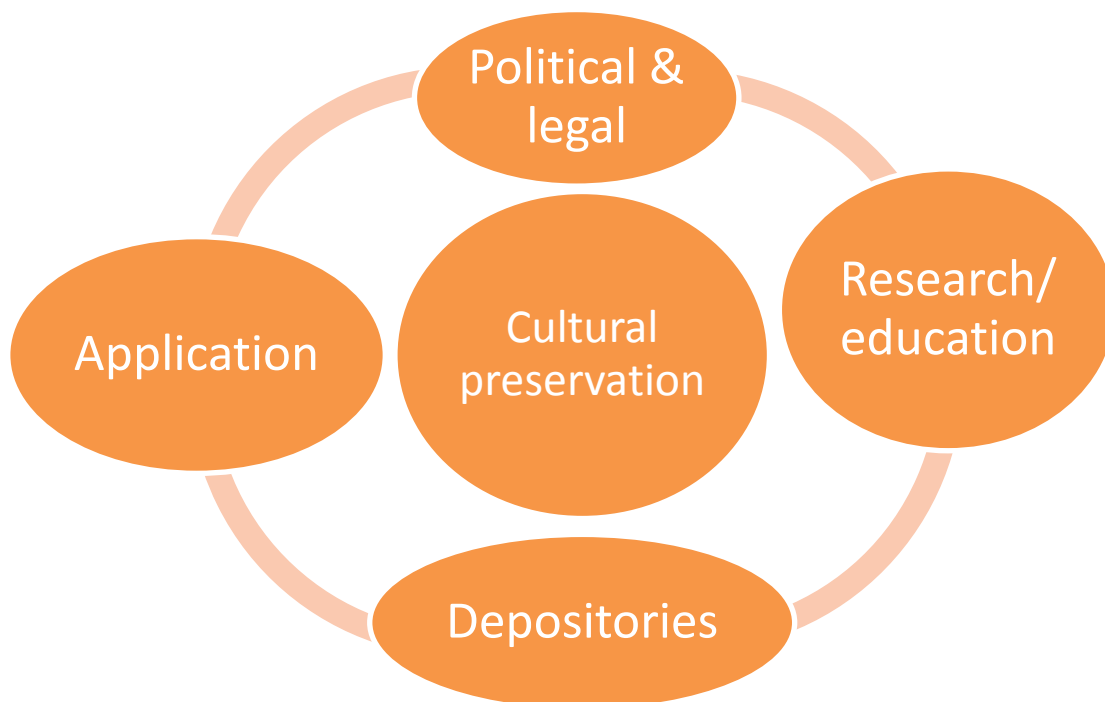 Political &
legal
Research/
education
Cultural
preservation
Application
Depositories